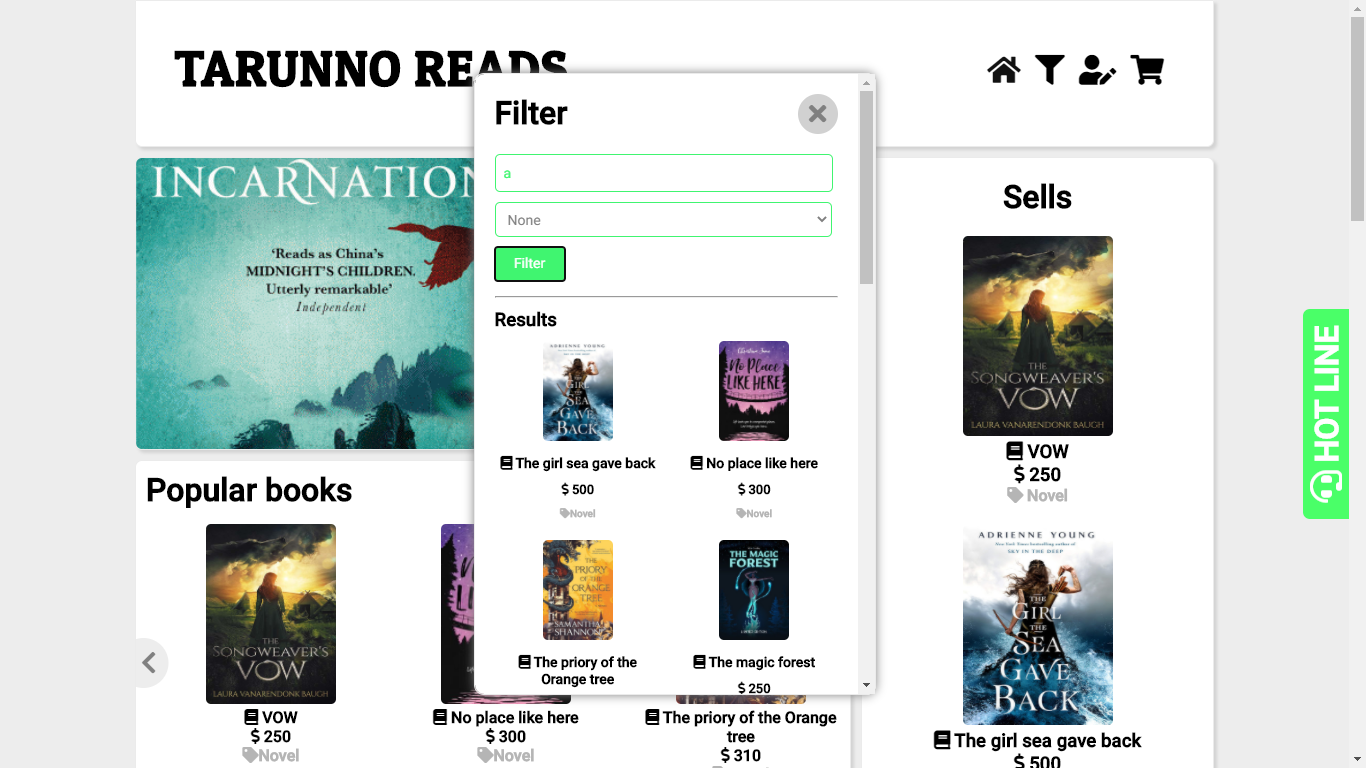 TARUNNO READS
INCARNATION
‘Reads as China’s
MIDNIGHT’S CHILDREN.
Utterly remarkable’
Independent
Filter
a
None
Filter
Results
ADRIENNE YOUNG
THE
GIRL
THE
SEA
GAVE
BACK
The girl sea gave back
$ 500
Novel
No Place
LIKE HERE
No place like here
$ 300
Novel
THE
PRIORY
OF THE
ORANGE
TREE
SAMANTHA
SHANNON
The priory of the
Orange tree
THE MAGIC
FOREST
The magic forest
$ 250
Popular books
THE
SONGWEAVER'S
VOW
LAURA VANARENDONK BAUGH
VOW
$ 250
Novel
No place like here
$ 300
Novel
The priory of the Orange
tree
$ 310
Sells
THE
SONGWEAVER'S
VOW
LAURA VANARENDONK BAUGH
VOW
$ 250
Novel
ADRIENNE YOUNG
SKY IN THE DEEP
THE
GIRL
THE
SEA
GAVE
BACK
The girl sea gave back
$ 500
HOT LINE